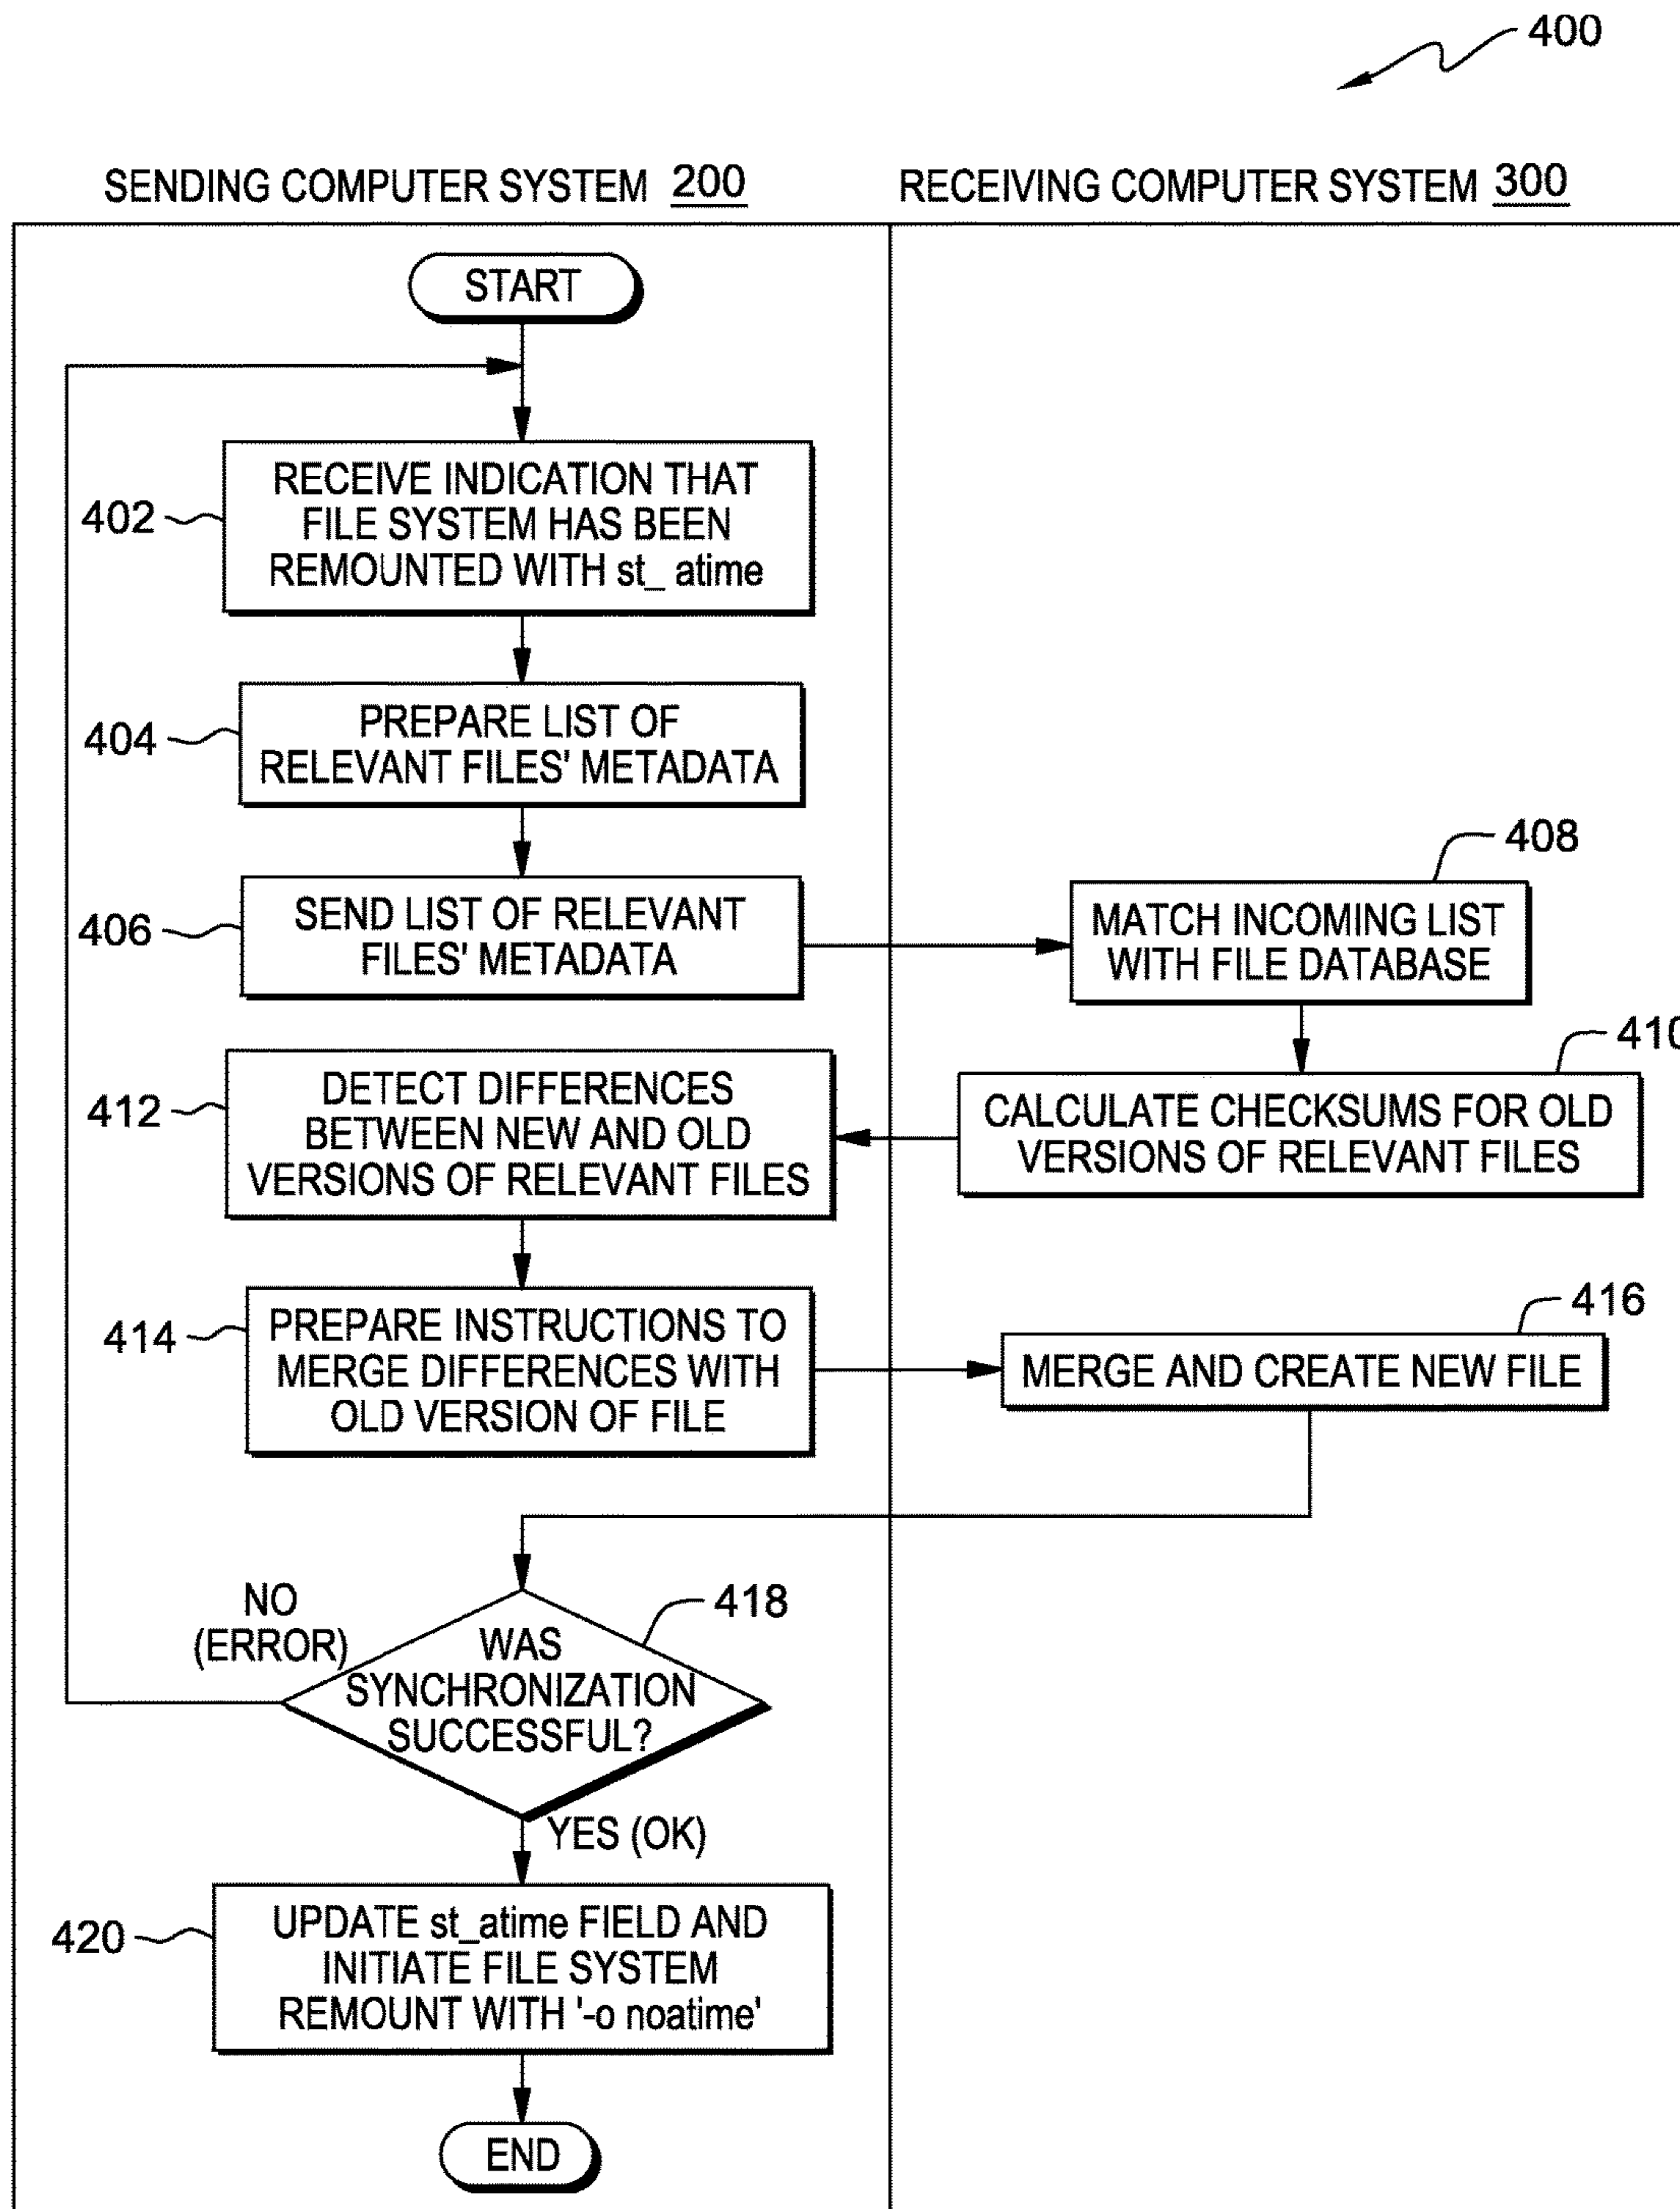 400
SENDING COMPUTER SYSTEM 200
RECEIVING COMPUTER SYSTEM 300
START
402
RECEIVE INDICATION THAT
FILE SYSTEM HAS BEEN
REMOUNTED WITH st_ atime
404
PREPARE LIST OF
RELEVANT FILES' METADATA
406
SEND LIST OF RELEVANT
FILES' METADATA
408
MATCH INCOMING LIST
WITH FILE DATABASE
410
CALCULATE CHECKSUMS FOR OLD
VERSIONS OF RELEVANT FILES
412
DETECT DIFFERENCES
BETWEEN NEW AND OLD
VERSIONS OF RELEVANT FILES
414
PREPARE INSTRUCTIONS TO
MERGE DIFFERENCES WITH
OLD VERSION OF FILE
416
MERGE AND CREATE NEW FILE
418
WAS
SYNCHRONIZATION
SUCCESSFUL?
NO
(ERROR)
YES (OK)
420
UPDATE st_atime FIELD AND
INITIATE FILE SYSTEM
REMOUNT WITH '-o noatime'
END